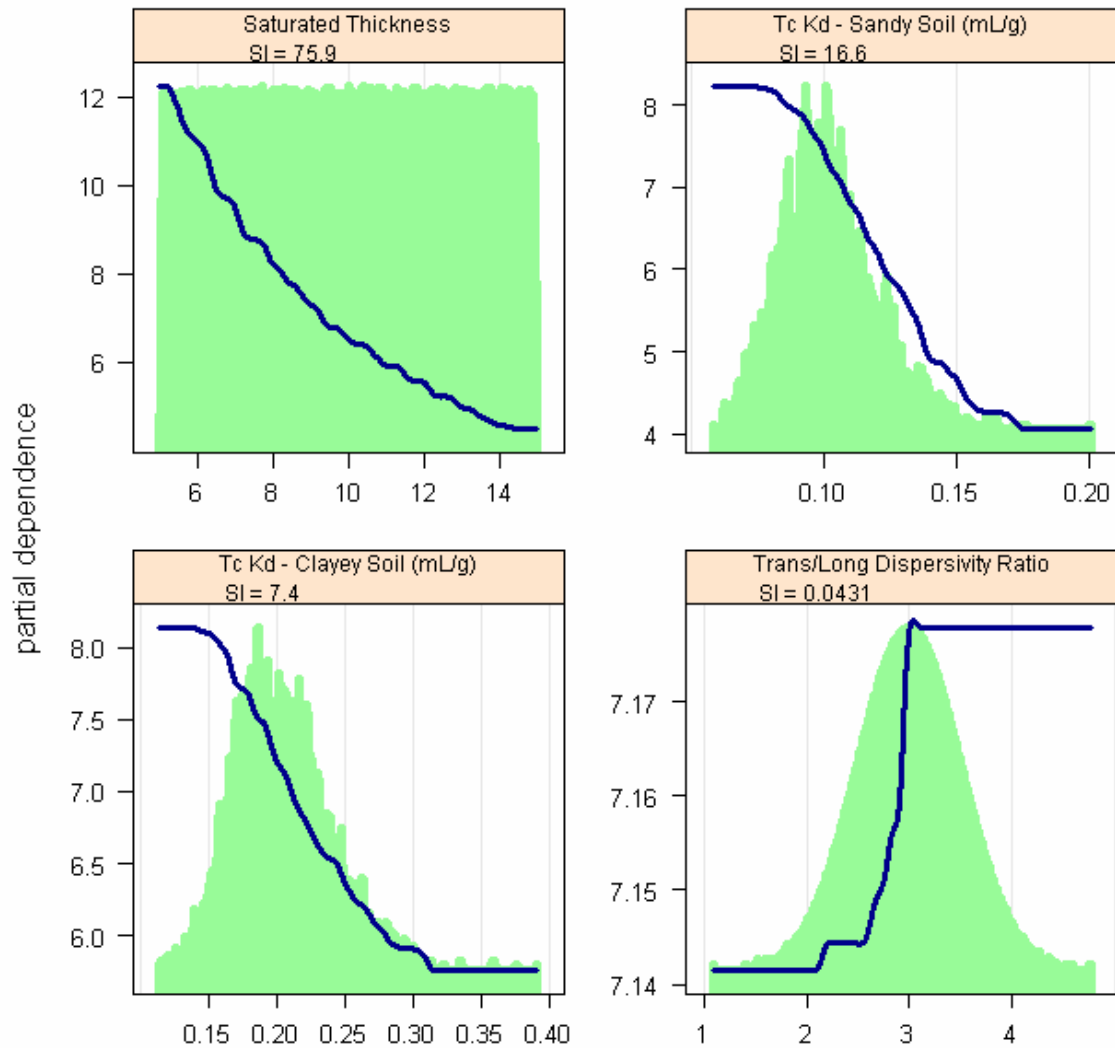 Saturated Thickness
SI = 75.9
12
10
8
6
6 8 10 12 14
Tc Kd - Sandy Soil (mL/g)
SI = 16.6
8
7
6
5
4
0.10 0.15 0.20
partial dependence
Tc Kd - Clayey Soil (mL/g)
SI = 7.4
8.0
7.5
7.0
6.5
6.0
0.15 0.20 0.25 0.30 0.35 0.40
Trans/Long Dispersivity Ratio
SI = 0.0431
7.17
7.16
7.15
7.14
1 2 3 4